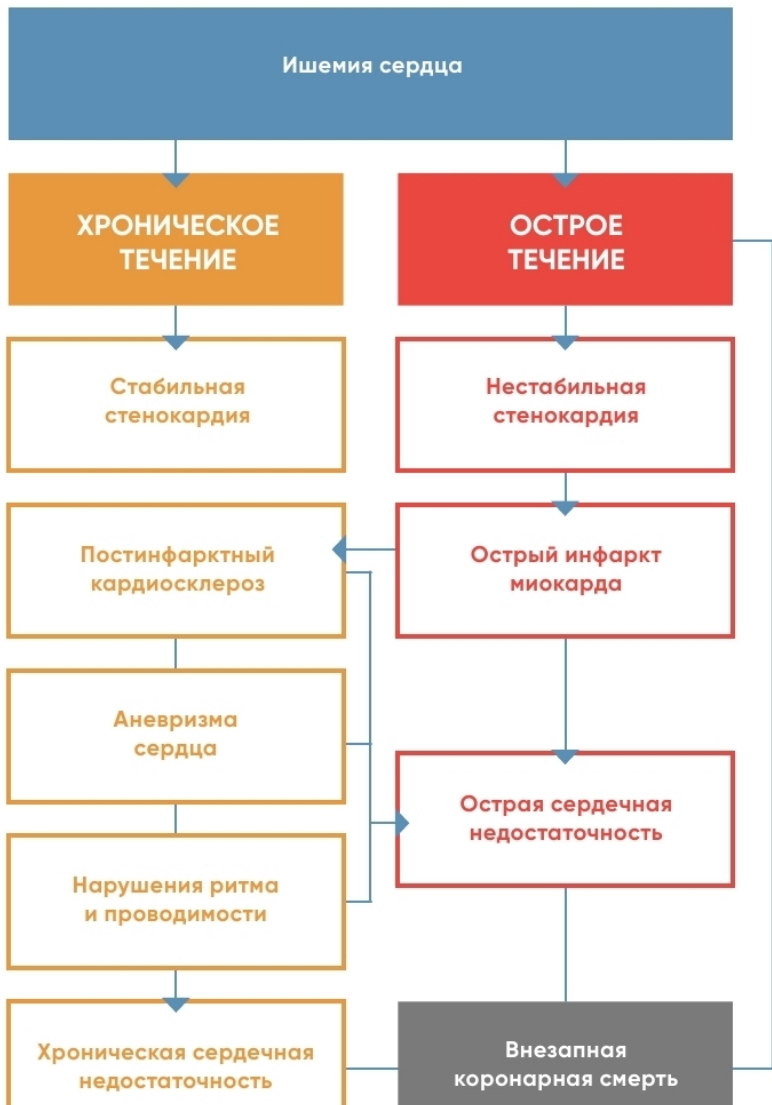 Ишемия сердца
ХРОНИЧЕСКОЕ
ТЕЧЕНИЕ
ОСТРОЕ
ТЕЧЕНИЕ
Стабильная
стенокардия
Нестабильная
стенокардия
Постинфарктный
кардиосклероз
Острый инфаркт
миокарда
Аневризма
сердца
Острая сердечная
недостаточность
Нарушения ритма
и проводимости
Хроническая сердечная
недостаточность
Внезапная
коронарная смерть